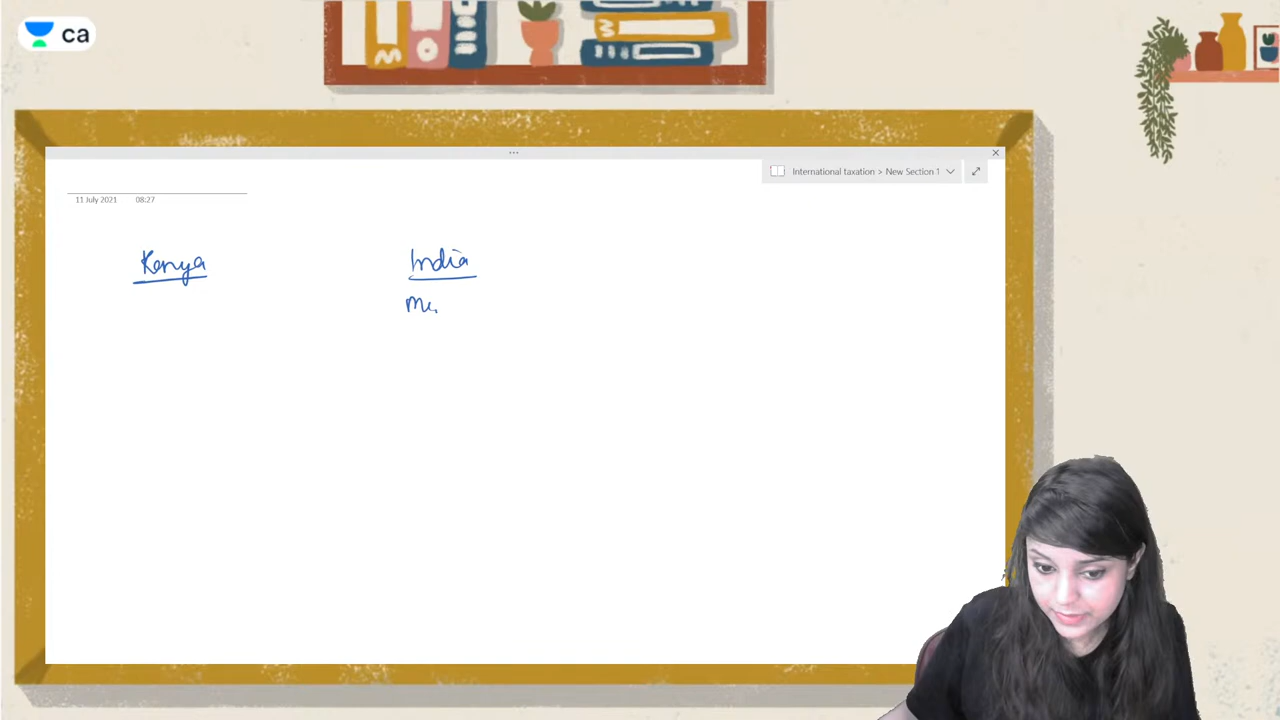 ca
International taxation > New Section 1
11 July 2021 08:27
Kenya India